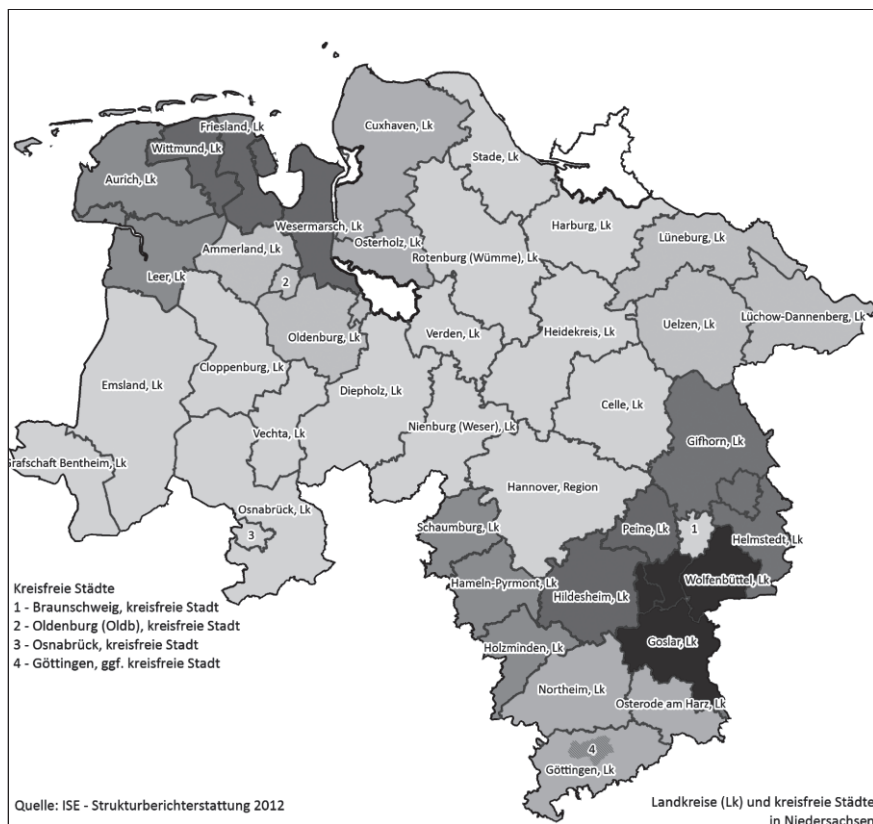 Friesland, Lk
Cuxhaven, Lk
Wittmund, Lk
Stade, Lk
Aurich, Lk
Wesermarsch, Lk
Harburg, Lk
Osterholz, Lk
Lüneburg, Lk
Ammerland, Lk
Rotenburg (Wümme), Lk
Leer, Lk
2
Lüchow-Dannenberg, Lk
Uelzen, Lk
Oldenburg, Lk
Verden, Lk
Heidekreis, Lk
Cloppenburg, Lk
Emsland, Lk
Diepholz, Lk
Celle, Lk
Nienburg (Weser), Lk
Vechta, Lk
Gifhorn, Lk
Grafschaft Bentheim, Lk
Hannover, Region
Osnabrück, Lk
Schaumburg, Lk
Peine, Lk
1
3
Helmstedt, Lk
Wolfenbüttel, Lk
Hameln-Pyrmont, Lk
Hildesheim, Lk
Goslar, Lk
Holzminden, Lk
Northeim, Lk
Osterode am Harz, Lk
4
Göttingen, Lk
Kreisfreie Städte
1 - Braunschweig, kreisfreie Stadt
2 - Oldenburg (Oldb), kreisfreie Stadt
3 - Osnabrück, kreisfreie Stadt
4 - Göttingen, ggf. kreisfreie Stadt
Quelle: ISE - Strukturberichterstattung 2012
Landkreise (Lk) und kreisfreie Städte
in Niedersachsen